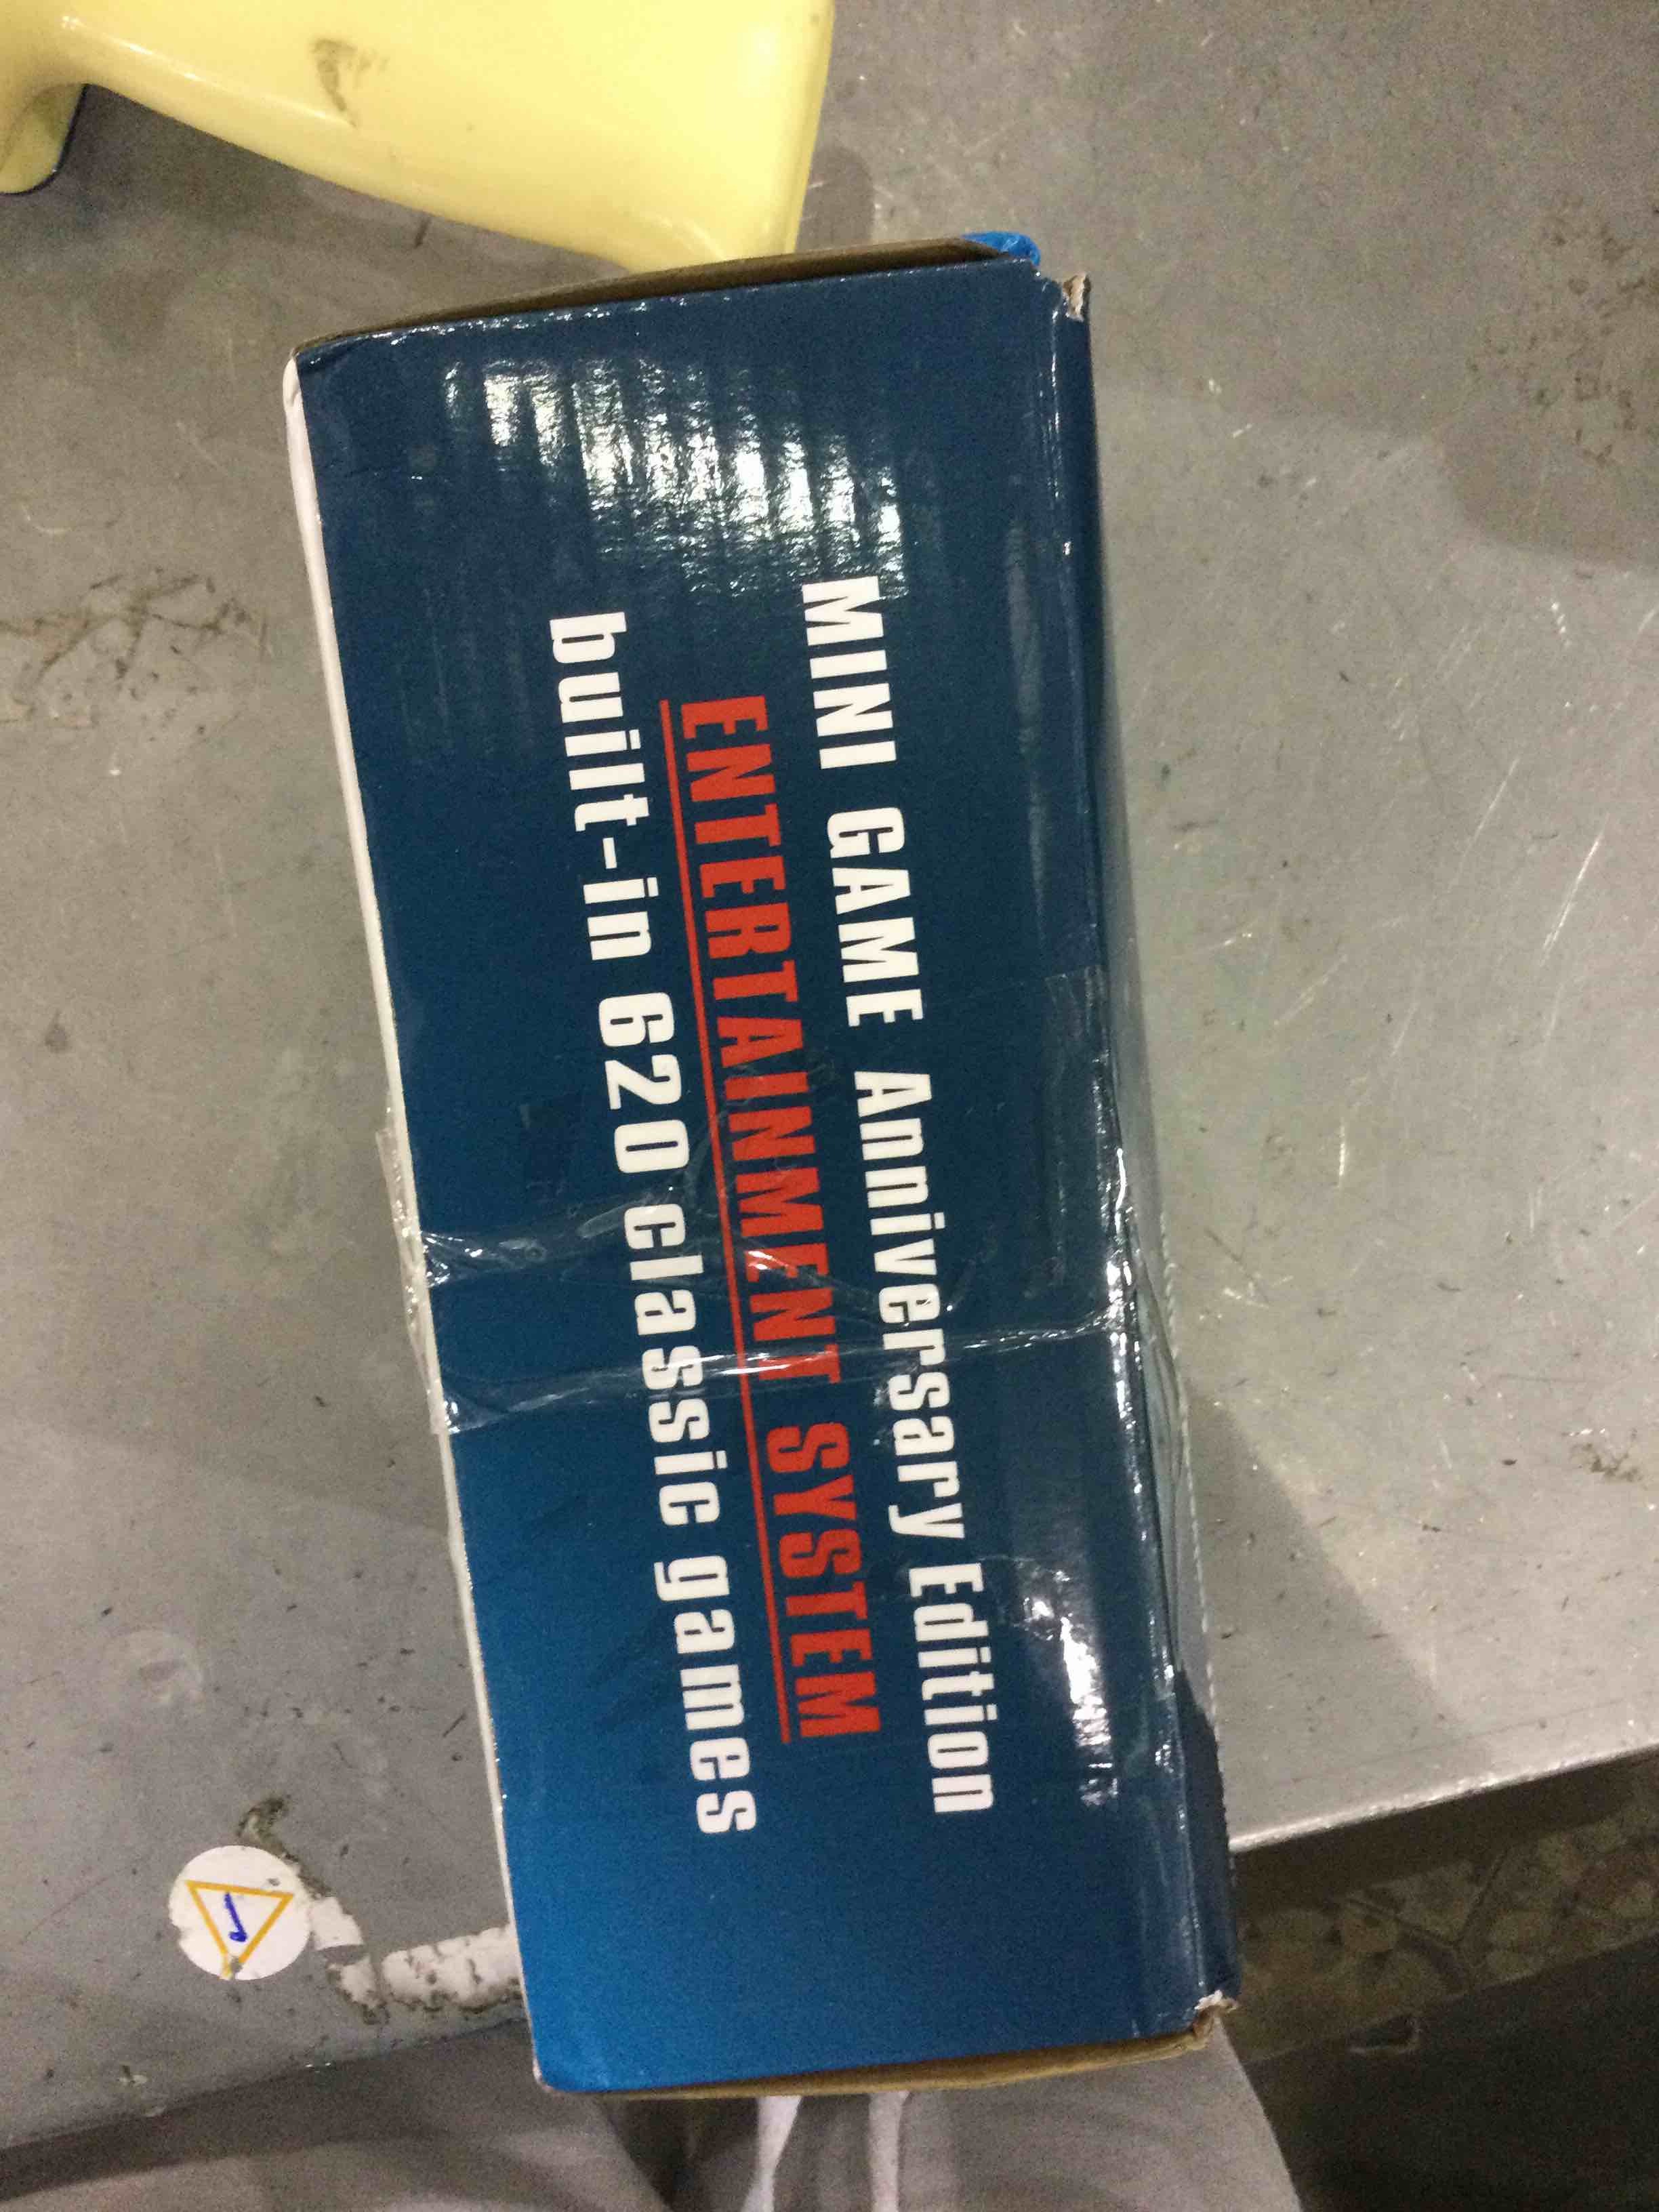 MINI GAME Anniversary Edition
ENTERTAINMENT SYSTEM
built-in 620 classic games